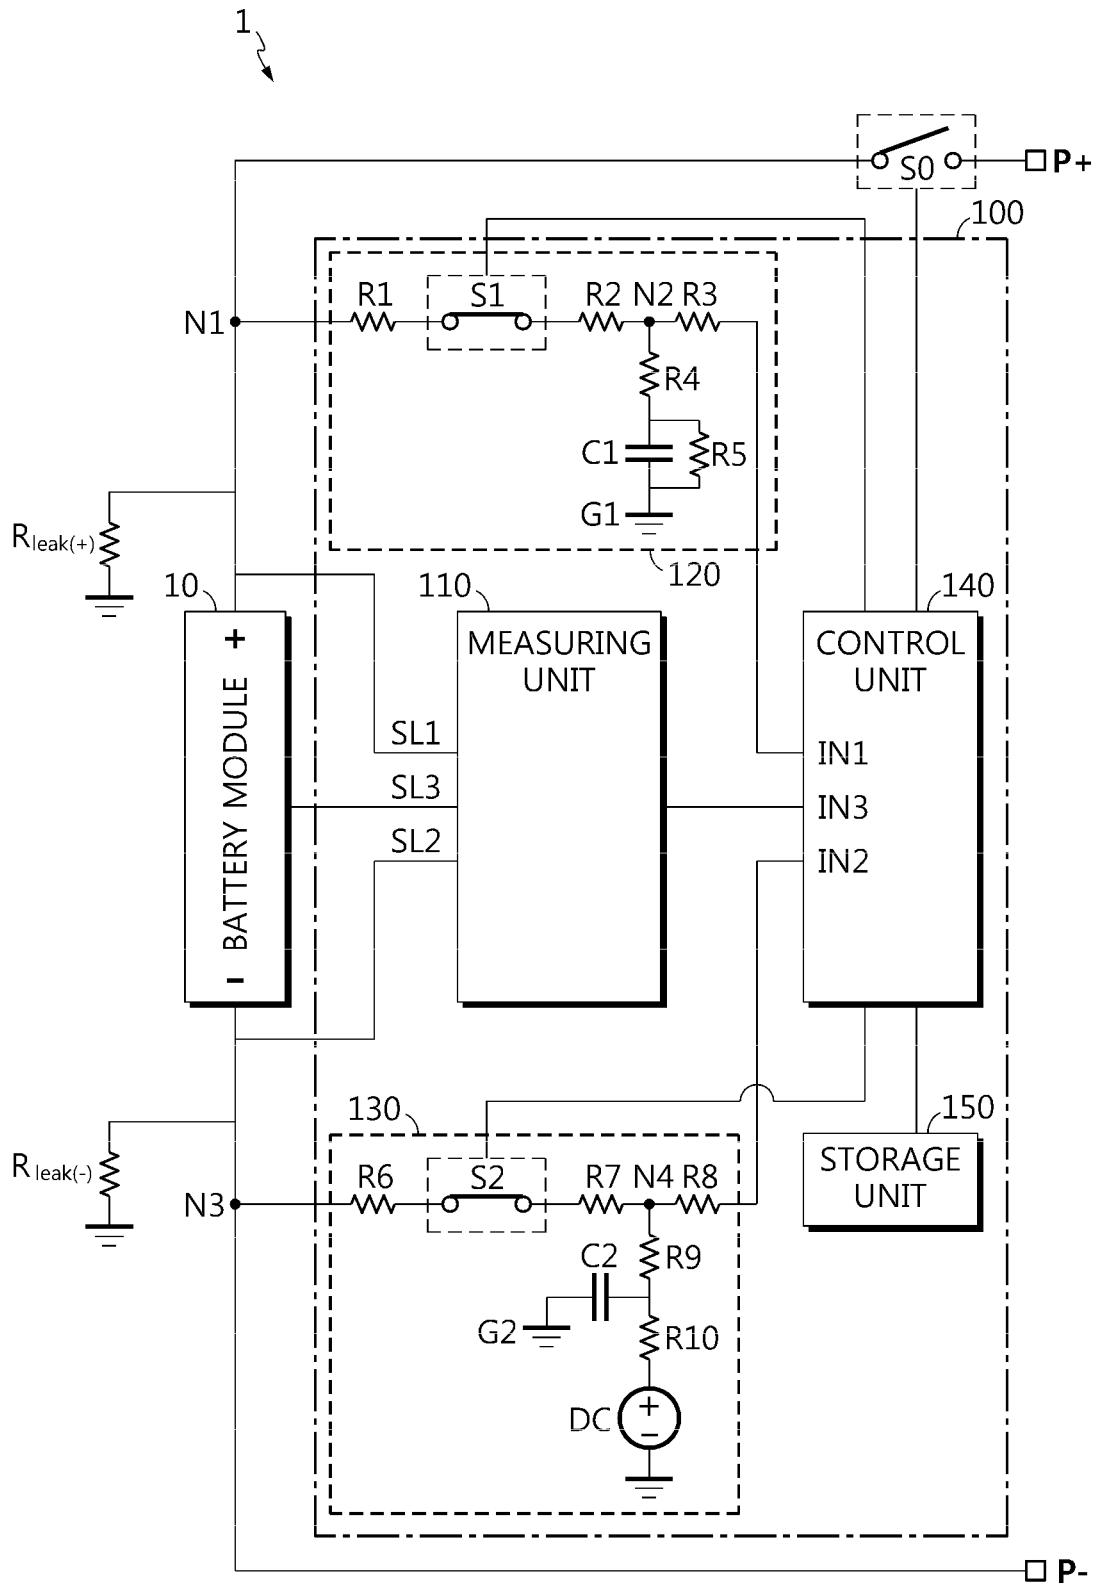 1
S0
P+
100
R1
S1
R2
N2
R3
N1
R4
C1
R5
G1
Rleak(+)
120
10
110
140
+
BATTERY MODULE
-
MEASURING
UNIT
CONTROL
UNIT
SL1
IN1
SL3
IN3
SL2
IN2
130
150
Rleak(-)
STORAGE
UNIT
R6
S2
R7
N4
R8
N3
C2
R9
G2
R10
DC
+
-
P-